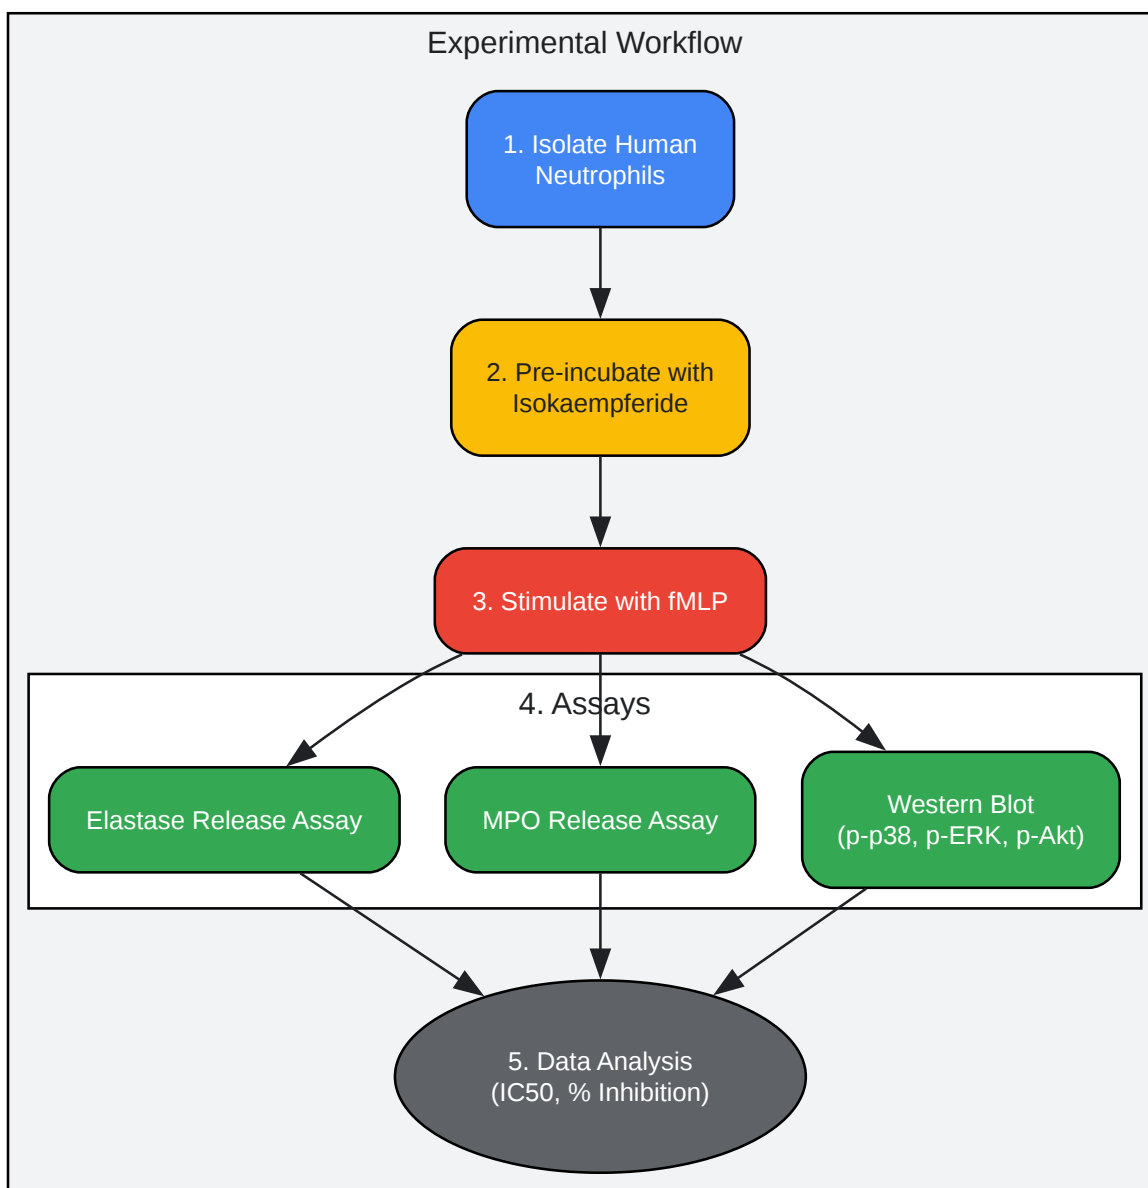 Experimental Workflow
1. Isolate Human
Neutrophils
2. Pre-incubate with
Isokaempferide
3. Stimulate with fMLP
4. Assays
Elastase Release Assay
MPO Release Assay
Western Blot
(p-p38, p-ERK, p-Akt)
5. Data Analysis
(IC50, % Inhibition)